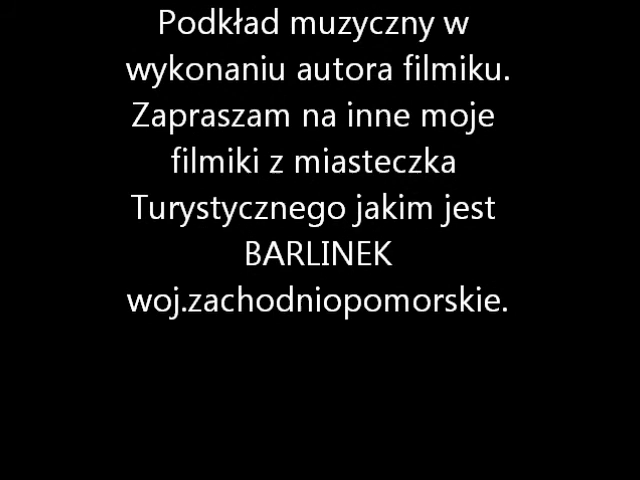 Podkład muzyczny w
wykonaniu autora filmiku.
Zapraszam na inne moje
filmiki z miasteczka
Turystycznego jakim jest
BARLINEK
woj.zachodniopomorskie.